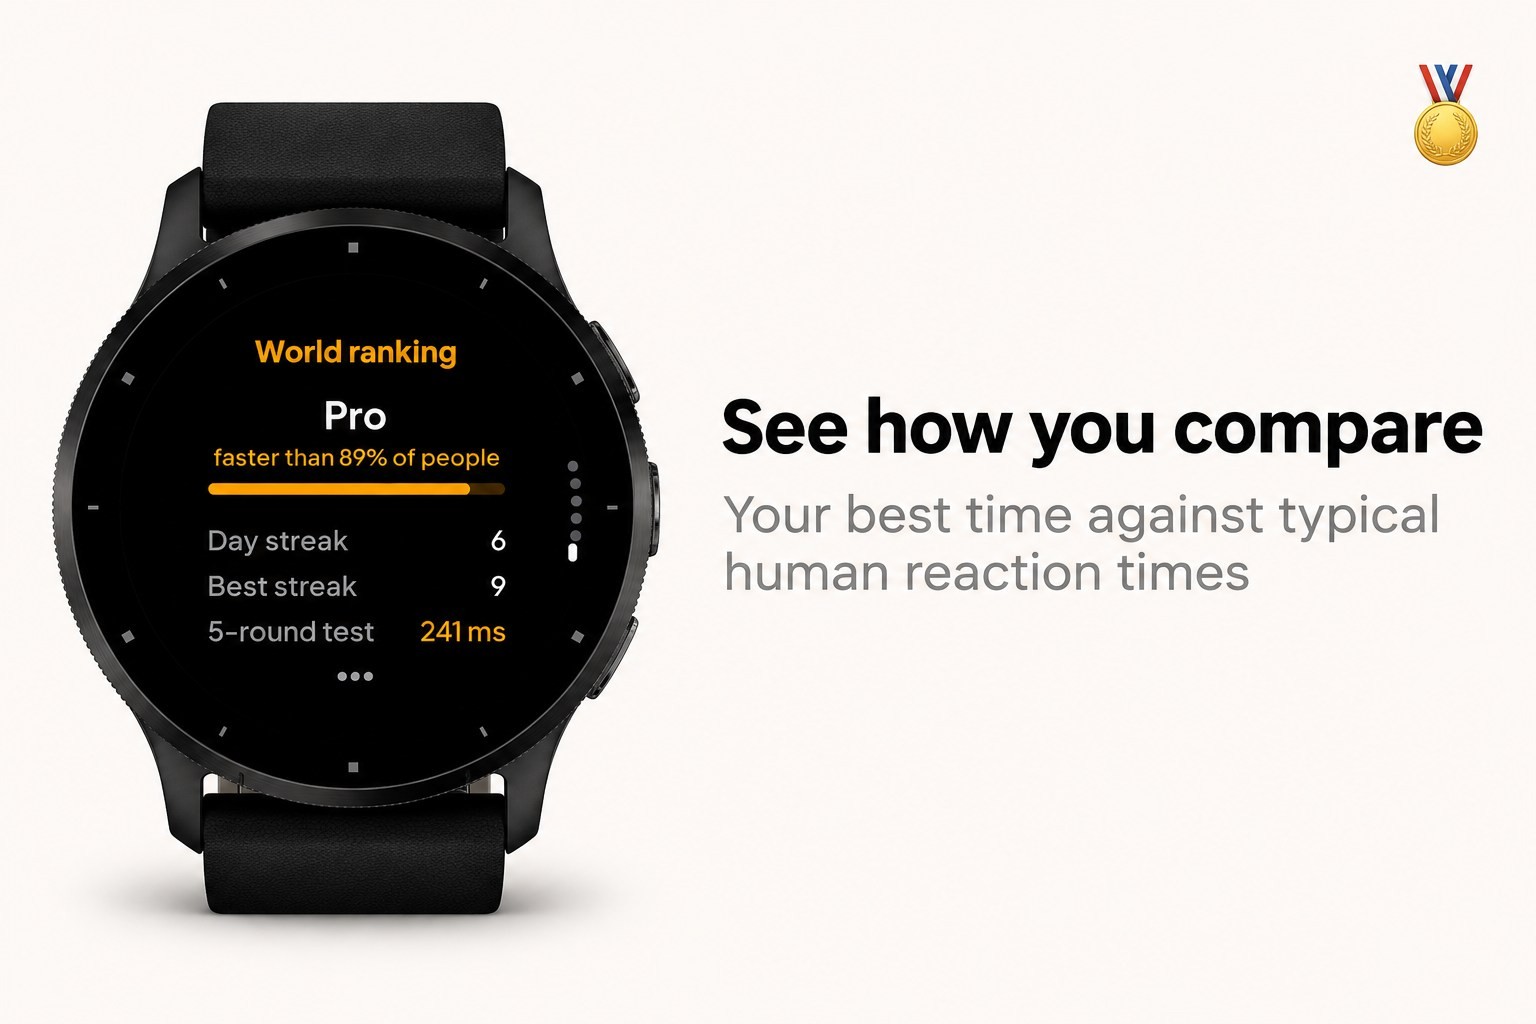 World ranking
Pro
faster than 89% of people
Day streak 6
Best streak 9
5-round test 241 ms
See how you compare
Your best time against typical
human reaction times